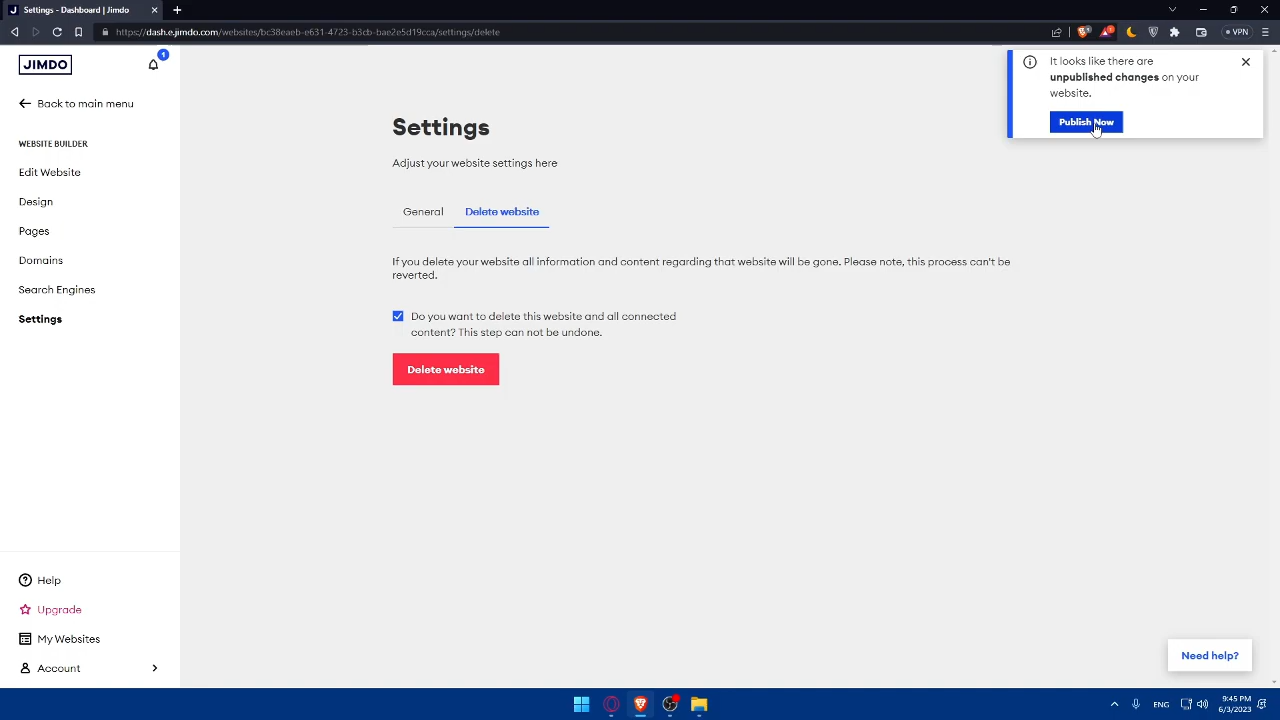 Settings - Dashboard | Jimdo
https://dash.e.jimdo.com/websites/bc38eaeb-e631-4723-b3cb-bae2e5d19cca/settings/delete
VPN
JIMDO
1
Back to main menu
WEBSITE BUILDER
Edit Website
Design
Pages
Domains
Search Engines
Settings
Help
Upgrade
My Websites
Account
Settings
Adjust your website settings here
General
Delete website
If you delete your website all information and content regarding that website will be gone. Please note, this process can't be
reverted.
Do you want to delete this website and all connected
content? This step can not be undone.
Delete website
It looks like there are
unpublished changes on your
website.
Publish Now
Need help?
ENG
9:45 PM
6/3/2023